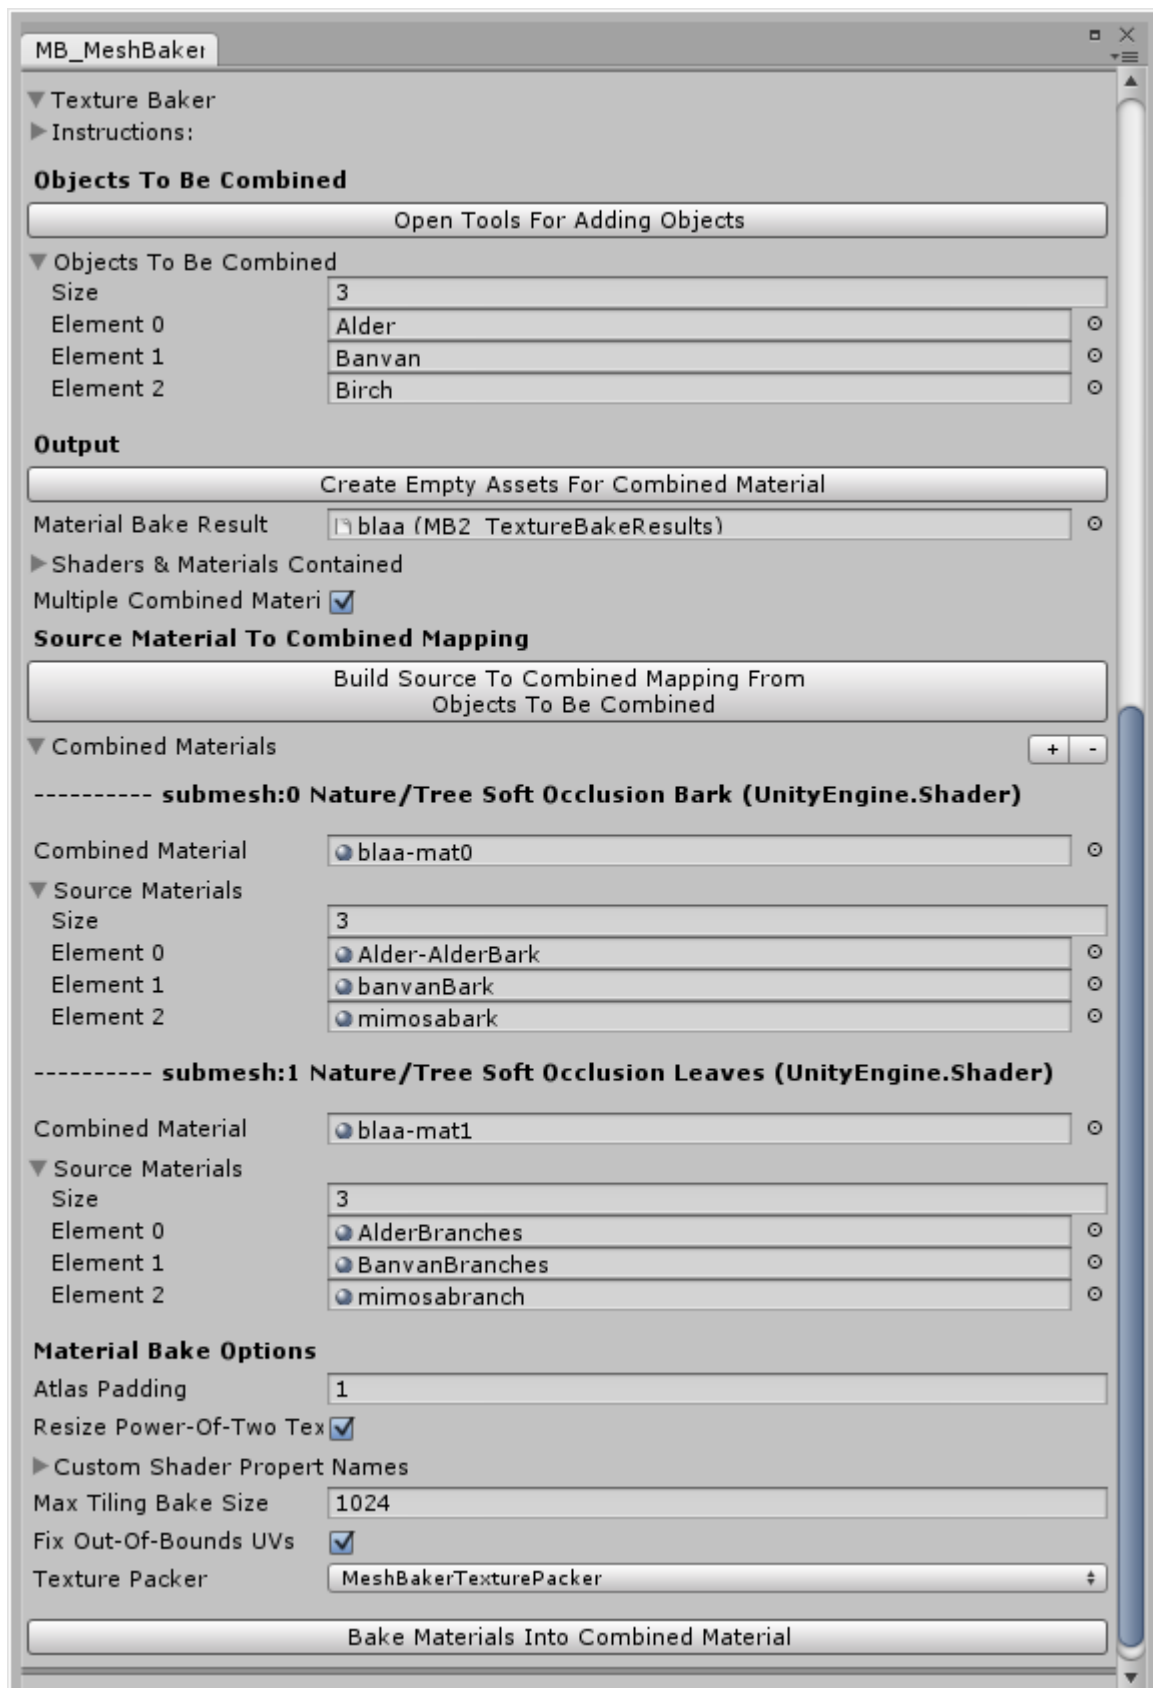 MB_MeshBaker
Texture Baker
Instructions:
Objects To Be Combined
Open Tools For Adding Objects
Objects To Be Combined
Size 3
Element 0 Alder
Element 1 Banvan
Element 2 Birch
Output
Create Empty Assets For Combined Material
Material Bake Result blaa (MB2_TextureBakeResults)
Shaders & Materials Contained
Multiple Combined Materi
Source Material To Combined Mapping
Build Source To Combined Mapping From
Objects To Be Combined
Combined Materials + -
---------- submesh:0 Nature/Tree Soft Occlusion Bark (UnityEngine.Shader)
Combined Material blaa-mat0
Source Materials
Size 3
Element 0 Alder-AlderBark
Element 1 banvanBark
Element 2 mimosabark
---------- submesh:1 Nature/Tree Soft Occlusion Leaves (UnityEngine.Shader)
Combined Material blaa-mat1
Source Materials
Size 3
Element 0 AlderBranches
Element 1 BanvanBranches
Element 2 mimosabranch
Material Bake Options
Atlas Padding 1
Resize Power-Of-Two Tex
Custom Shader Propert Names
Max Tiling Bake Size 1024
Fix Out-Of-Bounds UVs
Texture Packer MeshBakerTexturePacker
Bake Materials Into Combined Material